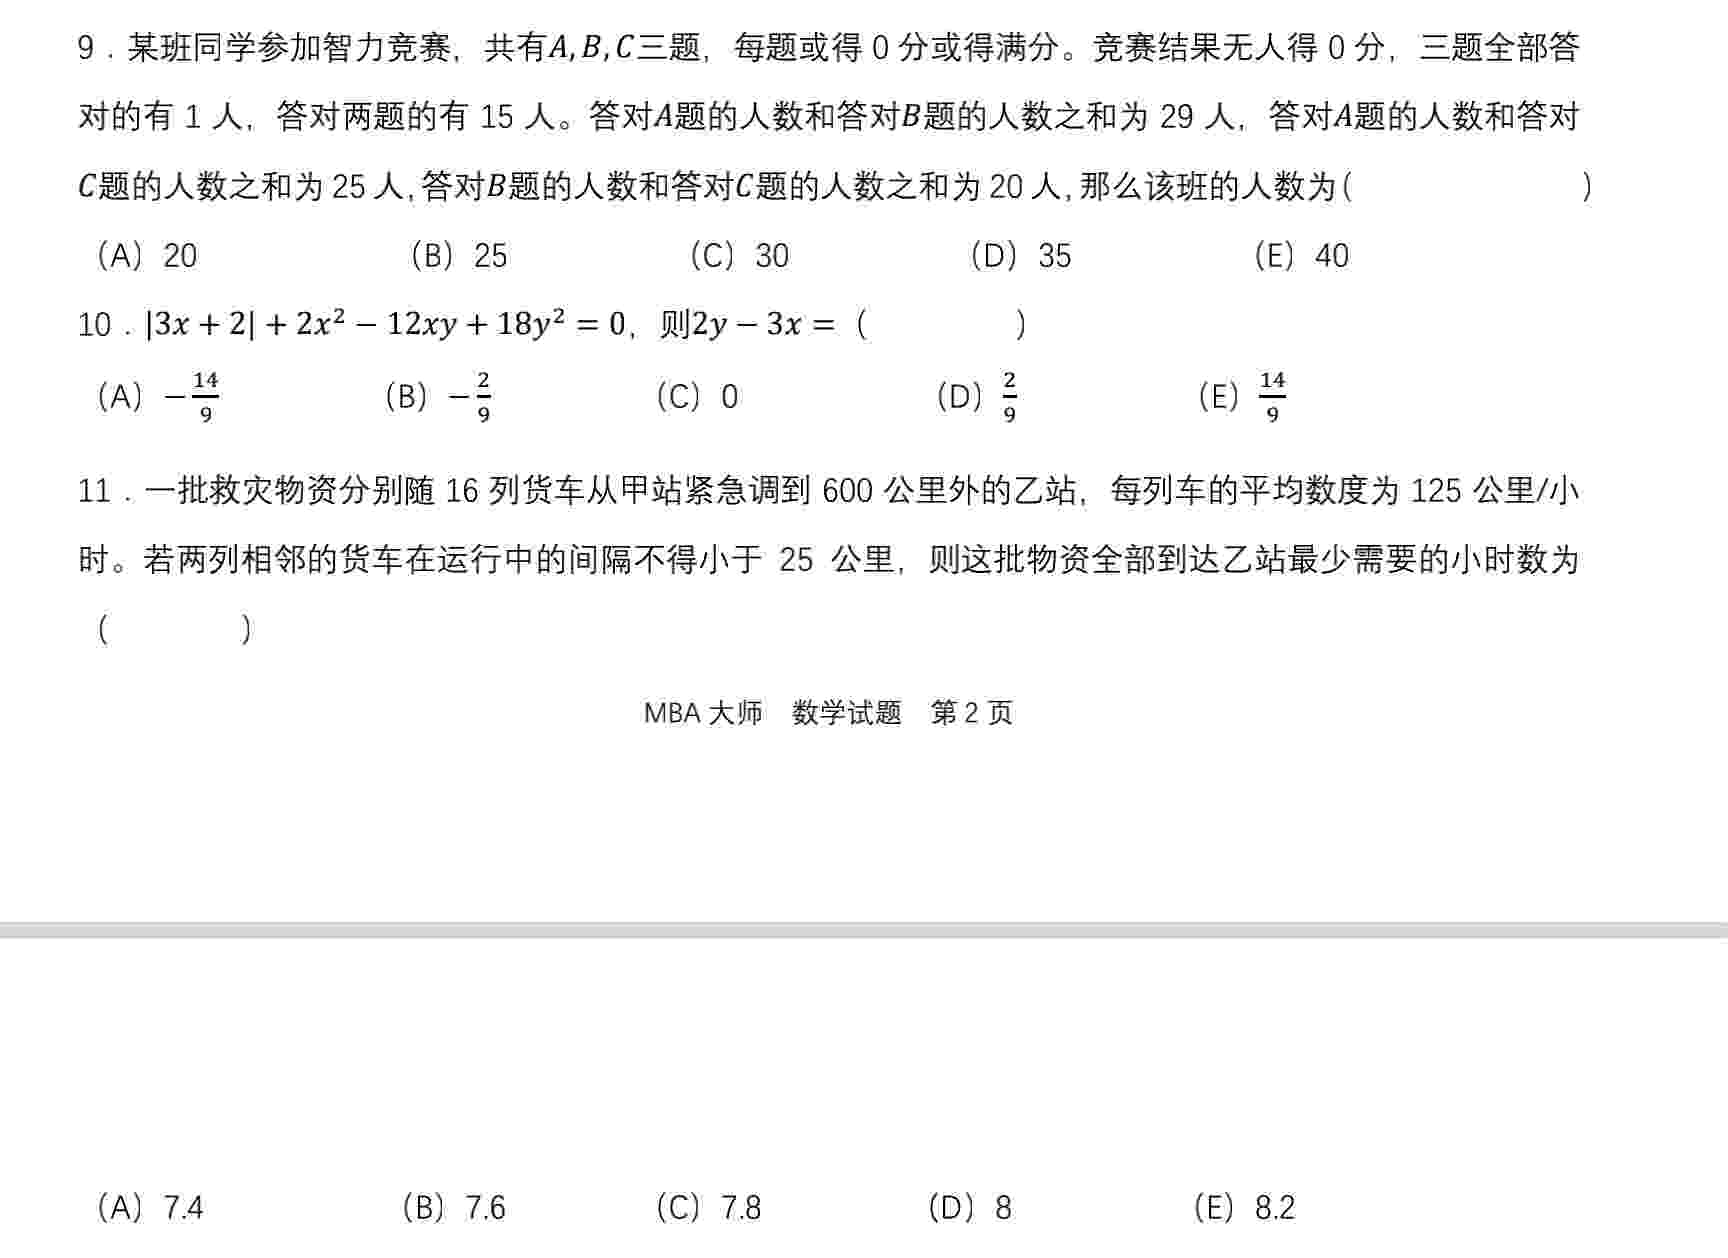 9．某班同学参加智力竞赛，共有A,B,C三题，每题或得 0 分或得满分。竞赛结果无人得 0 分，三题全部答
对的有 1 人，答对两题的有 15 人。答对A题的人数和答对B题的人数之和为 29 人，答对A题的人数和答对
C题的人数之和为 25 人，答对B题的人数和答对C题的人数之和为 20 人，那么该班的人数为（ ）
（A）20 （B）25 （C）30 （D）35 （E）40
10．|3x + 2| + 2x² − 12xy + 18y² = 0，则2y − 3x =（ ）
（A）−14/9 （B）−2/9 （C）0 （D）2/9 （E）14/9
11．一批救灾物资分别随 16 列货车从甲站紧急调到 600 公里外的乙站，每列车的平均数度为 125 公里/小
时。若两列相邻的货车在运行中的间隔不得小于 25 公里，则这批物资全部到达乙站最少需要的小时数为
（ ）
MBA 大师 数学试题 第 2 页
（A）7.4 （B）7.6 （C）7.8 （D）8 （E）8.2